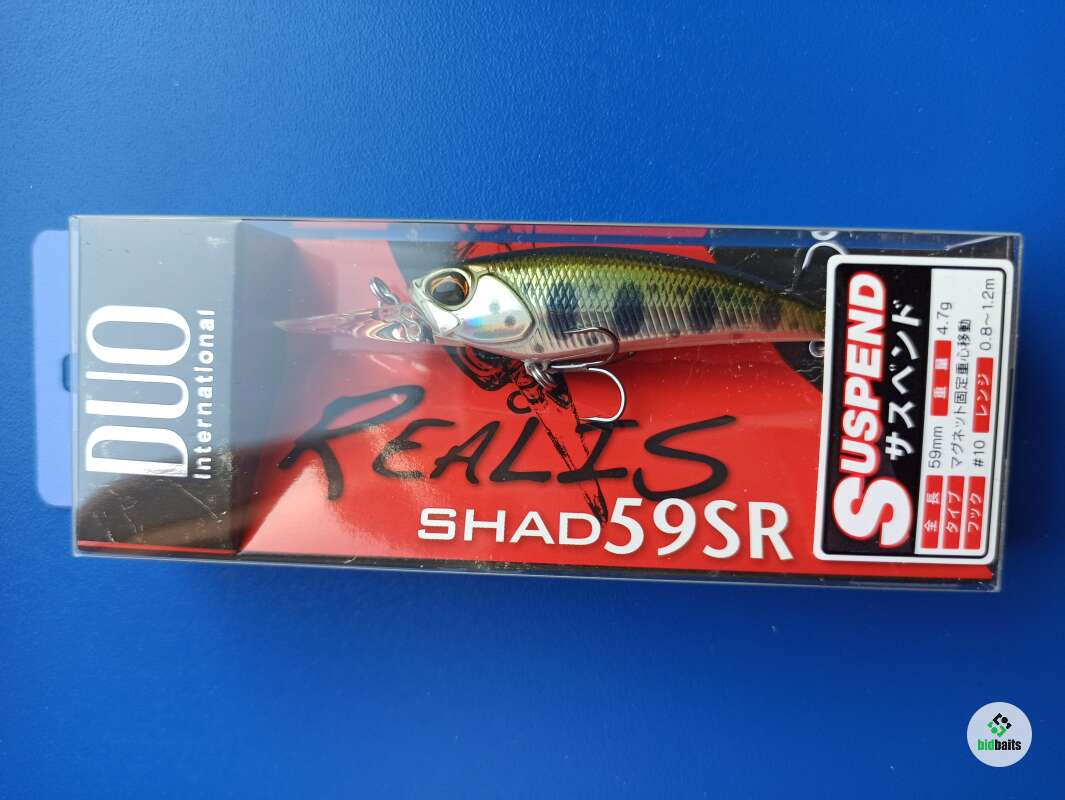 DUO
International
REALIS
SHAD59SR
SUSPEND
サスペンド
全長 59mm 重量 4.7g
タイプ マグネット固定重心移動
フック #10 レンジ 0.8~1.2m
bidbaits